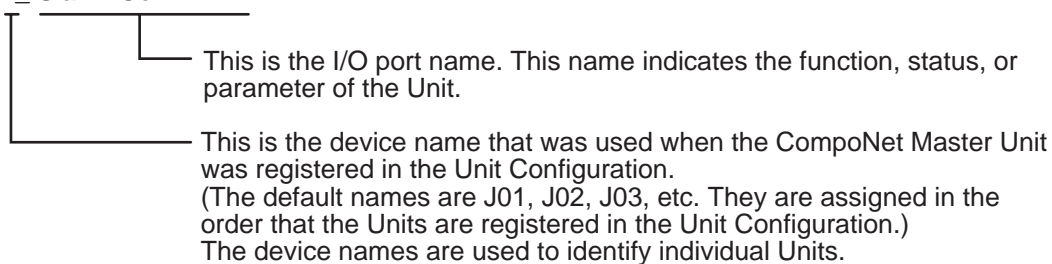 This is the I/O port name. This name indicates the function, status, or
parameter of the Unit.
This is the device name that was used when the CompoNet Master Unit
was registered in the Unit Configuration.
(The default names are J01, J02, J03, etc. They are assigned in the
order that the Units are registered in the Unit Configuration.)
The device names are used to identify individual Units.